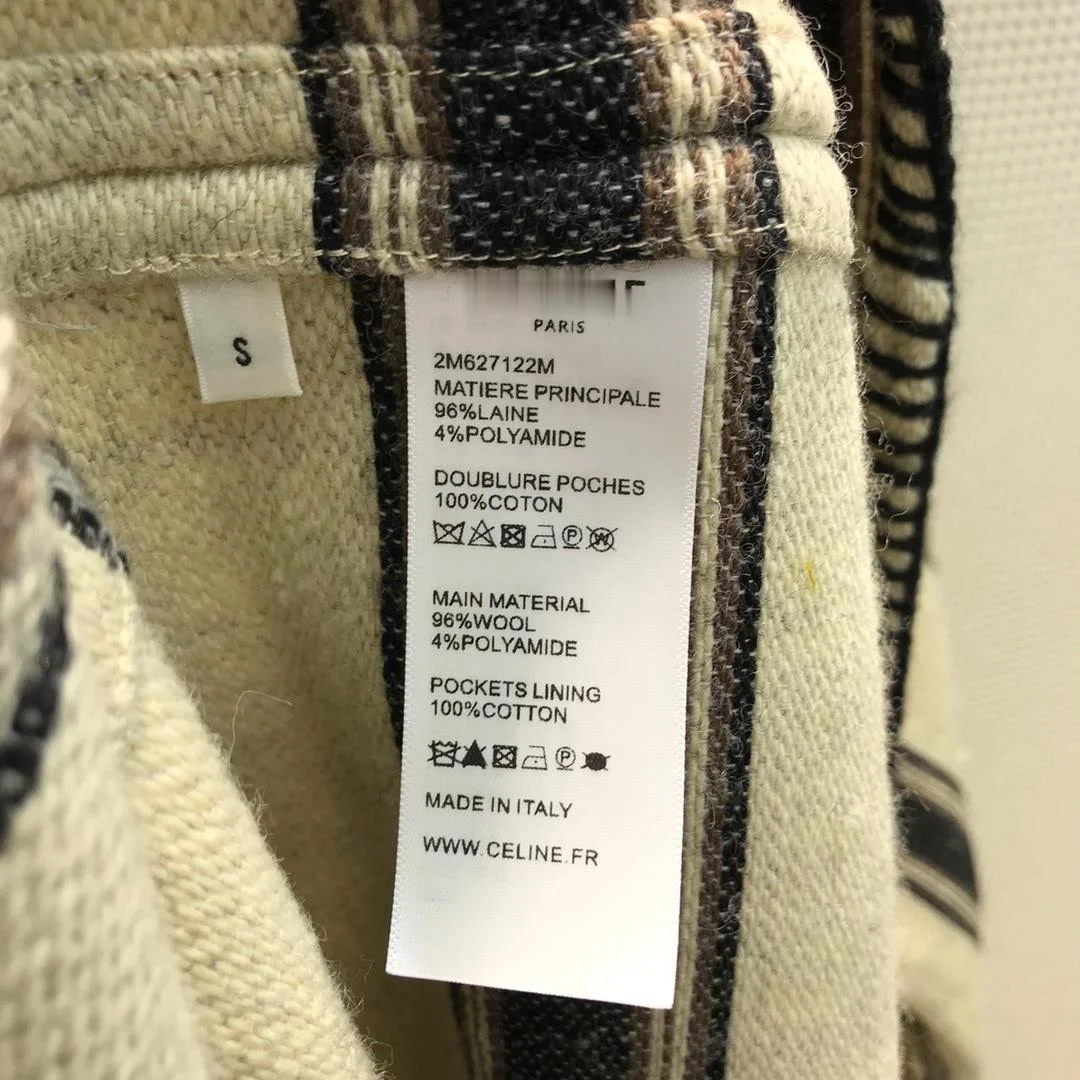 S
PARIS
2M627122M
MATIERE PRINCIPALE
96%LAINE
4%POLYAMIDE
DOUBLURE POCHES
100%COTON
P W
MAIN MATERIAL
96%WOOL
4%POLYAMIDE
POCKETS LINING
100%COTTON
P
MADE IN ITALY
WWW.CELINE.FR